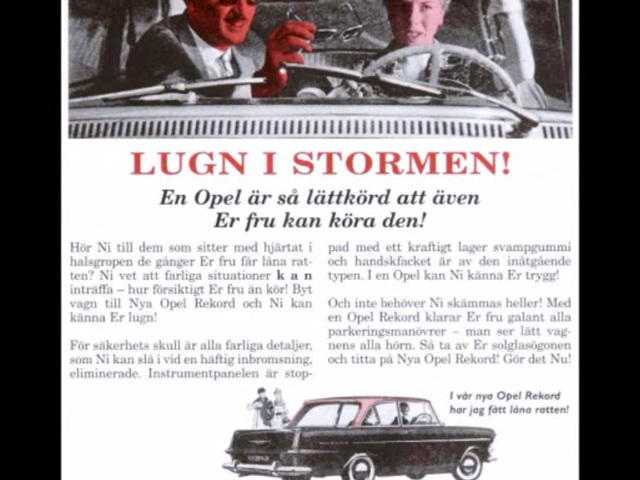 LUGN I STORMEN!
En Opel är så lättkörd att även
Er fru kan köra den!
Hör Ni till dem som sitter med hjärtat i
halsgropen de gånger Er fru får låna rat-
ten? Ni vet att farliga situationer kan
inträffa – hur försiktigt Er fru än kör! Byt
vagn till Nya Opel Rekord och Ni kan
känna Er lugn!
För säkerhets skull är alla farliga detaljer,
som Ni kan slå i vid en häftig inbromsning,
eliminerade. Instrumentpanelen är stop-
pad med ett kraftigt lager svampgummi
och handskfacket är av den inåtgående
typen. I en Opel kan Ni känna Er trygg!
Och inte behöver Ni skämmas heller! Med
en Opel Rekord klarar Er fru galant alla
parkeringsmanövrer – man ser lätt vag-
nens alla hörn. Så ta av Er solglasögonen
och titta på Nya Opel Rekord! Gör det Nu!
I vår nya Opel Rekord
har jag fått låna ratten!